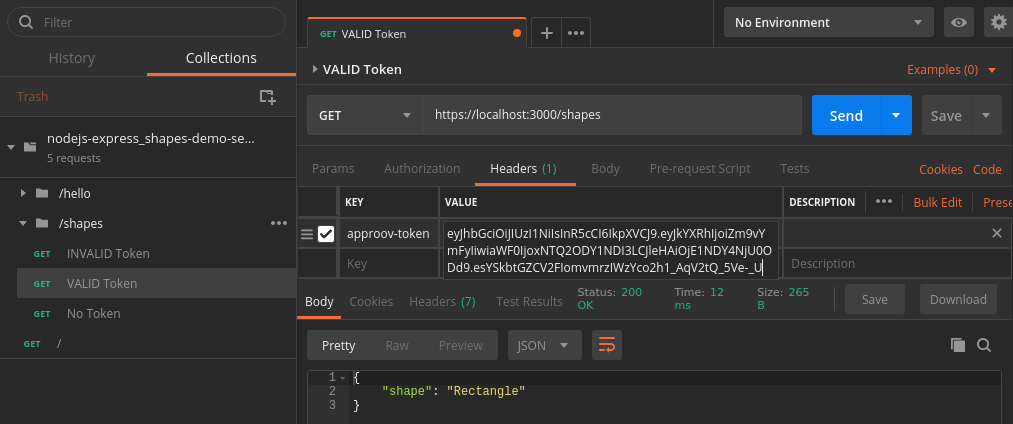 Filter
History
Collections
Trash
nodejs-express_shapes-demo-se...
5 requests
/hello
/shapes
INVALID Token
GET
VALID Token
GET
No Token
GET
/
GET
GET VALID Token
No Environment
VALID Token
Examples (0)
GET
https://localhost:3000/shapes
Send
Save
Params Authorization Headers (1) Body Pre-request Script Tests Cookies Code
KEY VALUE DESCRIPTION Bulk Edit Prese
approov-token
eyJhbGciOiJIUzI1NiIsInR5cCI6IkpXVCJ9.eyJkYXRhIjoiZm9vY
mFyIiwiaWF0IjoxNTQ2ODY1NDI3LCJleHAiOjE1NDY4NjU0O
Dd9.esYSkbtGZCV2FIomvmrzIWzYco2h1_AqV2tQ_5Ve-_U
Key Description
Body Cookies Headers (7) Test Results Status: 200 OK Time: 12 ms Size: 265 B Save Download
Pretty Raw Preview JSON
1 {
2 "shape": "Rectangle"
3 }